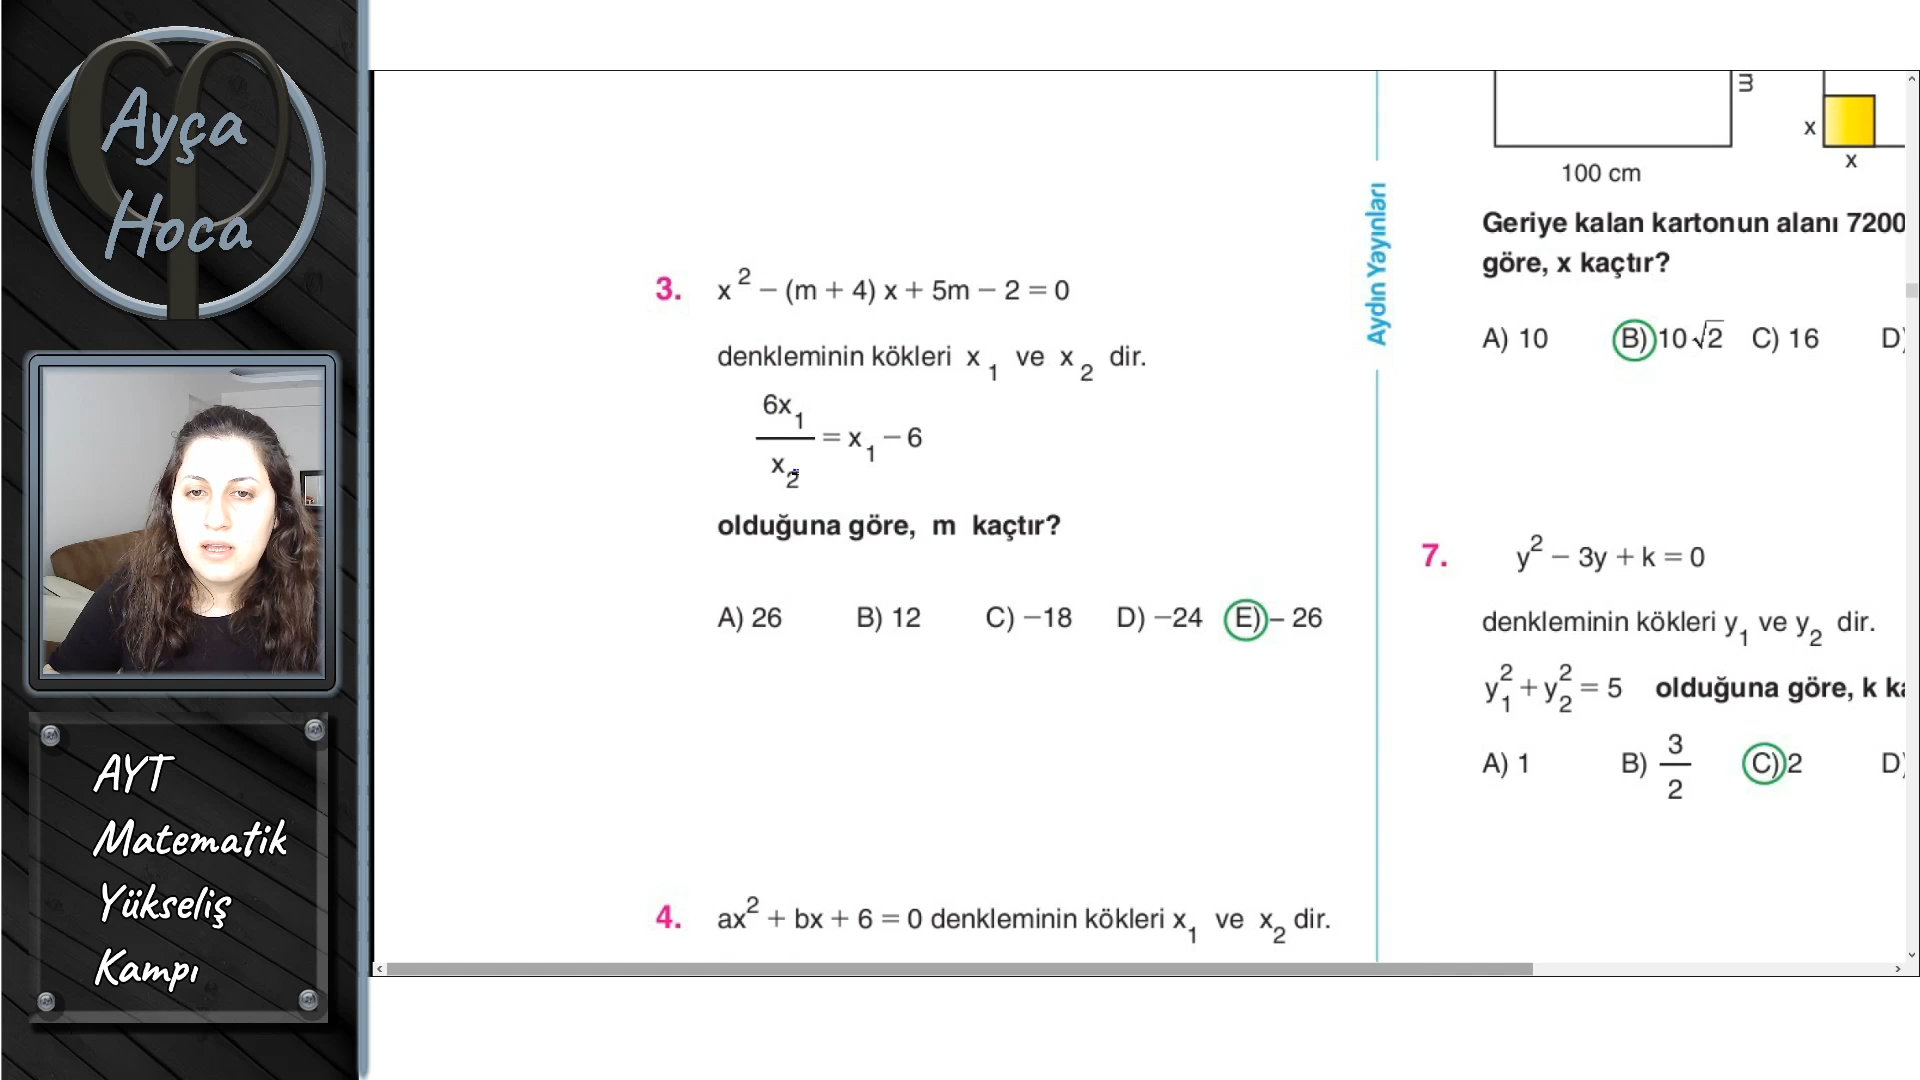 Ayça
Hoca
AYT
Matematik
Yükseliş
Kampı
3. x² − (m + 4) x + 5m − 2 = 0
denkleminin kökleri x₁ ve x₂ dir.
6x₁/x₂ = x₁ − 6
olduğuna göre, m kaçtır?
A) 26 B) 12 C) −18 D) −24 E) − 26
4. ax² + bx + 6 = 0 denkleminin kökleri x₁ ve x₂ dir.
Aydın Yayınları
m
x
x
100 cm
Geriye kalan kartonun alanı 7200
göre, x kaçtır?
A) 10 B) 10√2 C) 16 D)
7. y² − 3y + k = 0
denkleminin kökleri y₁ ve y₂ dir.
y₁² + y₂² = 5 olduğuna göre, k
A) 1 B) 3/2 C) 2 D)